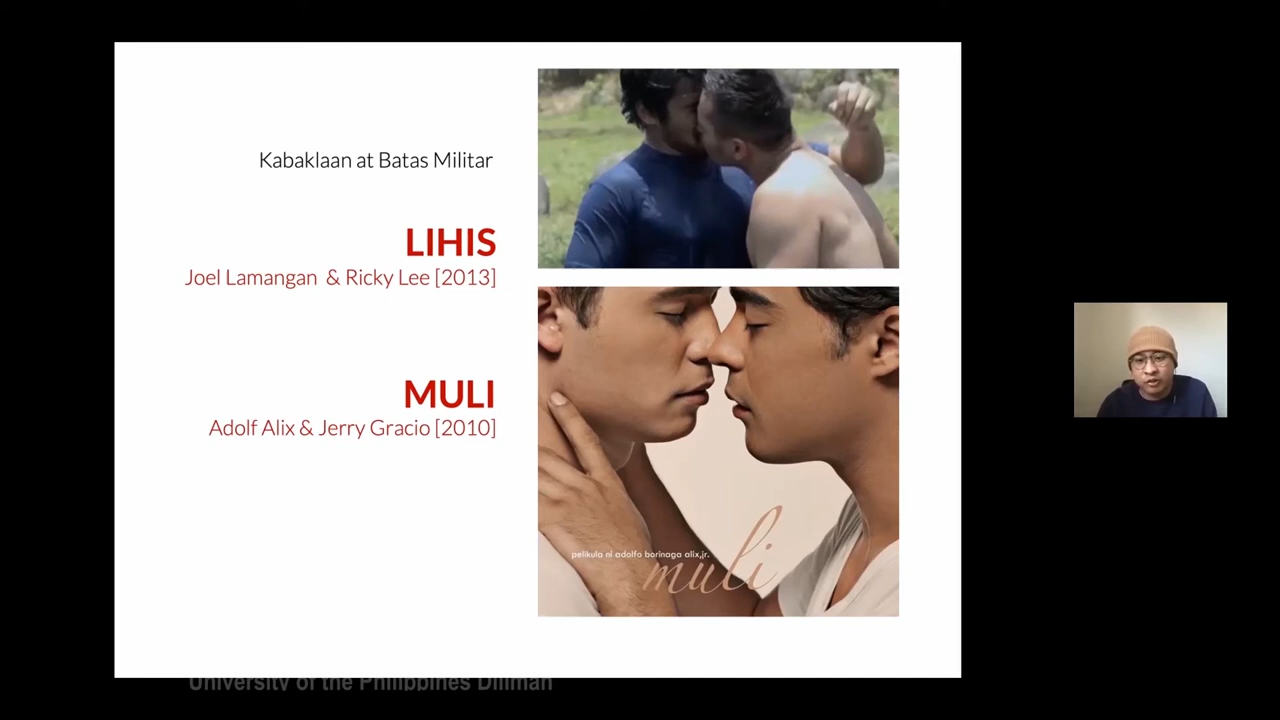 Kabaklaan at Batas Militar
LIHIS
Joel Lamangan & Ricky Lee [2013]
MULI
Adolf Alix & Jerry Gracio [2010]
pelikula ni adolfo borinaga alix,jr.
muli
University of the Philippines Diliman